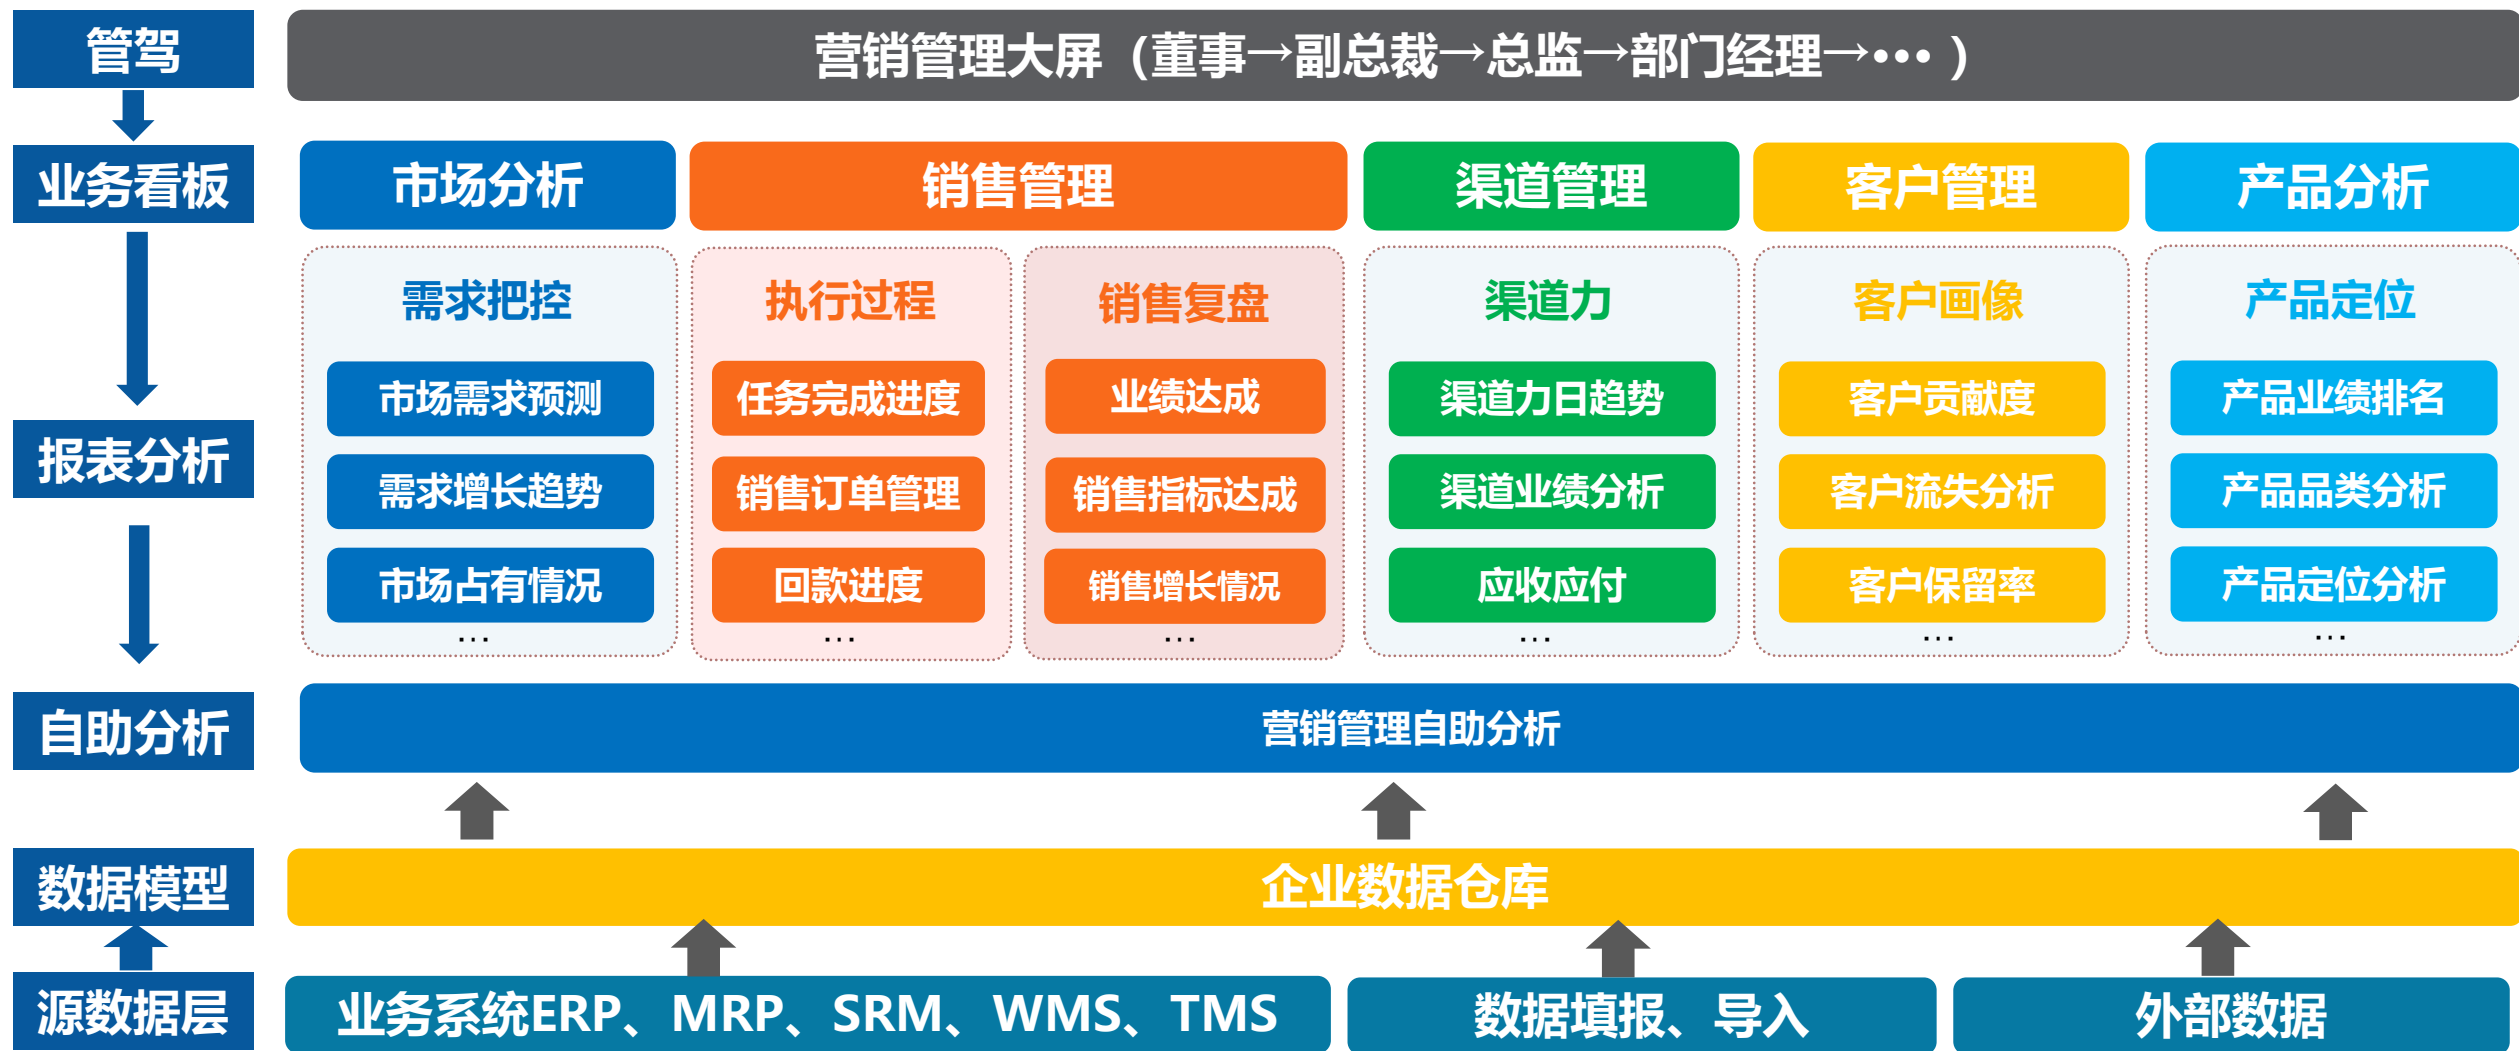 管驾
营销管理大屏（董事→副总裁→总监→部门经理→••• ）
业务看板
市场分析
销售管理
渠道管理
客户管理
产品分析
报表分析
需求把控
市场需求预测
需求增长趋势
市场占有情况
...
执行过程
任务完成进度
销售订单管理
回款进度
...
销售复盘
业绩达成
销售指标达成
销售增长情况
...
渠道力
渠道力日趋势
渠道业绩分析
应收应付
...
客户画像
客户贡献度
客户流失分析
客户保留率
...
产品定位
产品业绩排名
产品品类分析
产品定位分析
...
自助分析
营销管理自助分析
数据模型
企业数据仓库
源数据层
业务系统ERP、MRP、SRM、WMS、TMS
数据填报、导入
外部数据